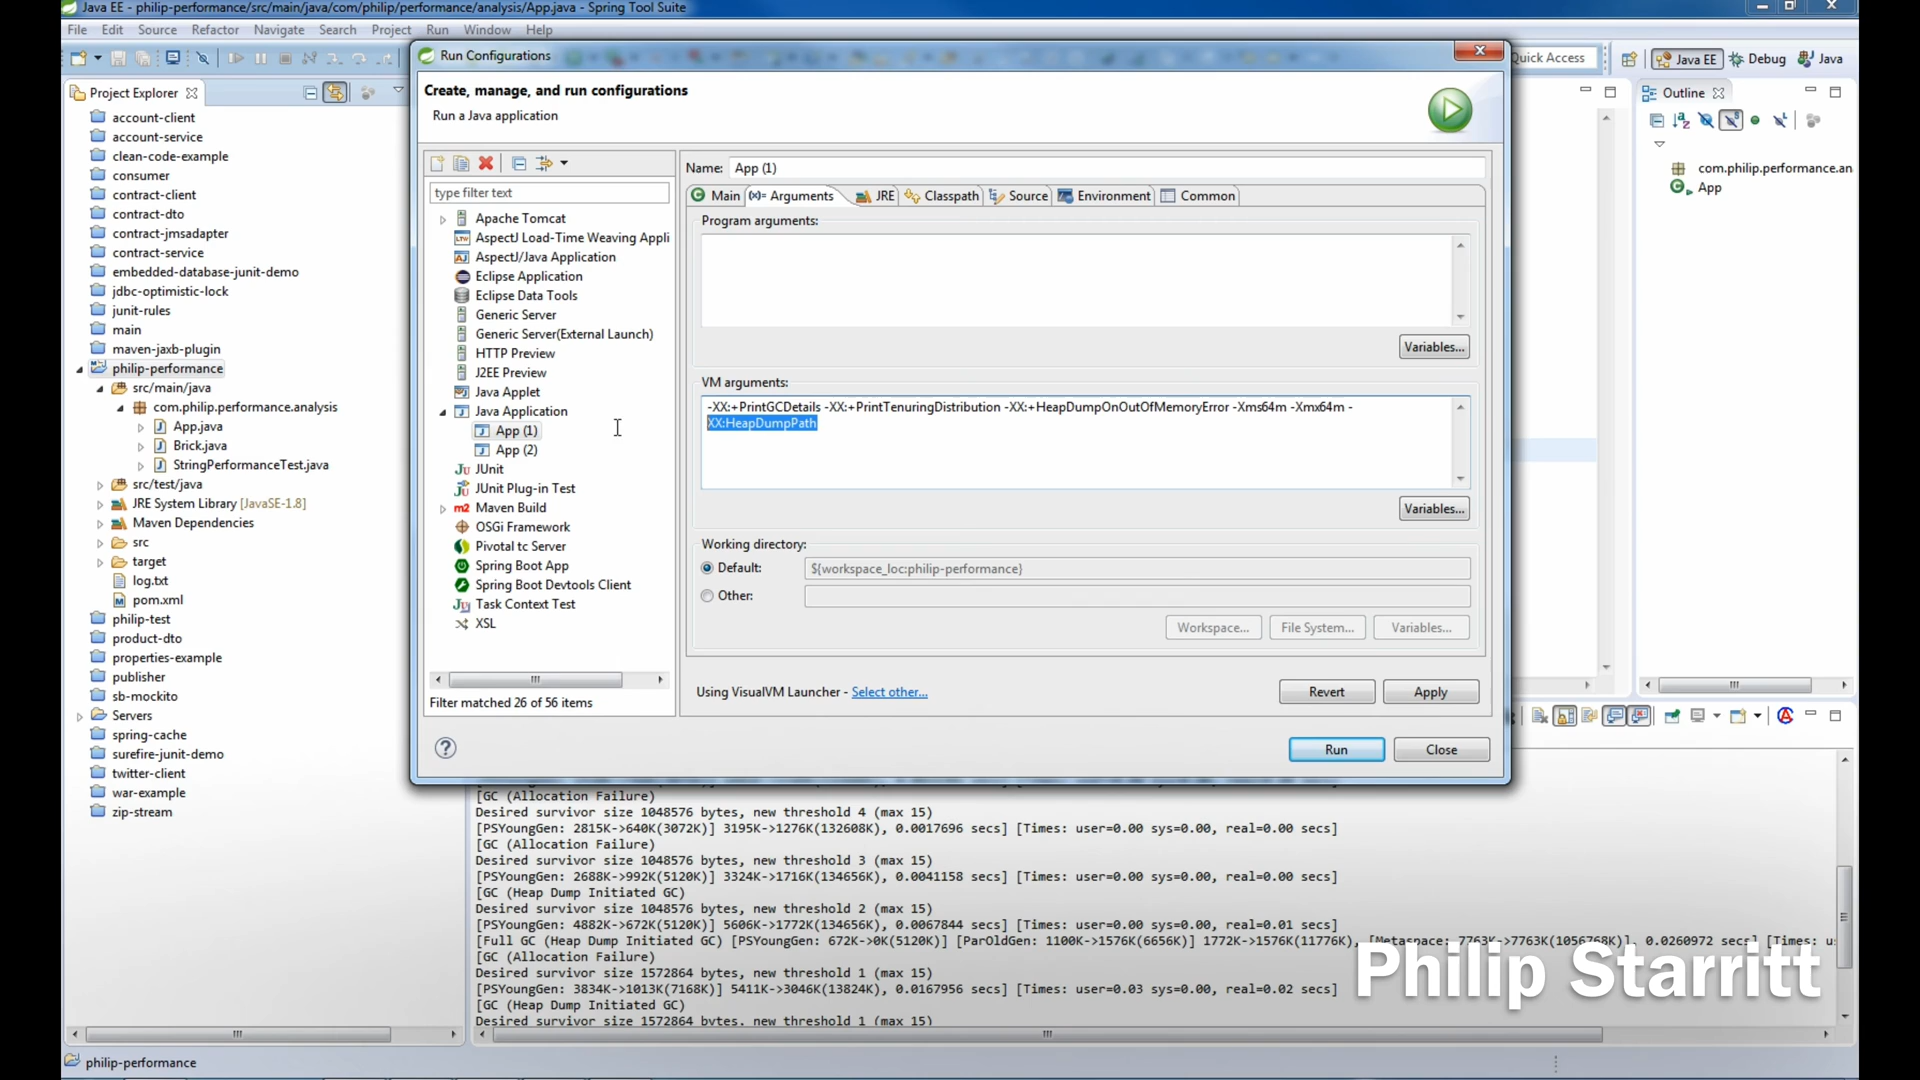 Java EE - philip-performance/src/main/java/com/philip/performance/analysis/App.java - Spring Tool Suite
File Edit Source Refactor Navigate Search Project Run Window Help
Quick Access
Java EE
Debug
Java
Project Explorer
account-client
account-service
clean-code-example
consumer
contract-client
contract-dto
contract-jmsadapter
contract-service
embedded-database-junit-demo
jdbc-optimistic-lock
junit-rules
main
maven-jaxb-plugin
philip-performance
src/main/java
com.philip.performance.analysis
App.java
Brick.java
StringPerformanceTest.java
src/test/java
JRE System Library [JavaSE-1.8]
Maven Dependencies
src
target
log.txt
pom.xml
philip-test
product-dto
properties-example
publisher
sb-mockito
Servers
spring-cache
surefire-junit-demo
twitter-client
war-example
zip-stream
Run Configurations
Create, manage, and run configurations
Run a Java application
type filter text
Apache Tomcat
AspectJ Load-Time Weaving Appli
AspectJ/Java Application
Eclipse Application
Eclipse Data Tools
Generic Server
Generic Server(External Launch)
HTTP Preview
J2EE Preview
Java Applet
Java Application
App (1)
App (2)
JUnit
JUnit Plug-in Test
Maven Build
OSGi Framework
Pivotal tc Server
Spring Boot App
Spring Boot Devtools Client
Task Context Test
XSL
Filter matched 26 of 56 items
Name: App (1)
Main Arguments JRE Classpath Source Environment Common
Program arguments:
Variables...
VM arguments:
-XX:+PrintGCDetails -XX:+PrintTenuringDistribution -XX:+HeapDumpOnOutOfMemoryError -Xms64m -Xmx64m -
XX:HeapDumpPath
Variables...
Working directory:
Default: ${workspace_loc:philip-performance}
Other:
Workspace... File System... Variables...
Using VisualVM Launcher - Select other...
Revert Apply
Run Close
Outline
com.philip.performance.an
App
[GC (Allocation Failure)
Desired survivor size 1048576 bytes, new threshold 4 (max 15)
[PSYoungGen: 2815K->640K(3072K)] 3195K->1276K(132608K), 0.0017696 secs] [Times: user=0.00 sys=0.00, real=0.00 secs]
[GC (Allocation Failure)
Desired survivor size 1048576 bytes, new threshold 3 (max 15)
[PSYoungGen: 2688K->992K(5120K)] 3324K->1716K(134656K), 0.0041158 secs] [Times: user=0.00 sys=0.00, real=0.00 secs]
[GC (Heap Dump Initiated GC)
Desired survivor size 1048576 bytes, new threshold 2 (max 15)
[PSYoungGen: 4882K->672K(5120K)] 5606K->1772K(134656K), 0.0067844 secs] [Times: user=0.00 sys=0.00, real=0.01 secs]
[Full GC (Heap Dump Initiated GC) [PSYoungGen: 672K->0K(5120K)] [ParOldGen: 1100K->1576K(6656K)] 1772K->1576K(11776K), [Metaspace: 7763K->7763K(1056768K)], 0.0260972 secs] [Times: u
[GC (Allocation Failure)
Desired survivor size 1572864 bytes, new threshold 1 (max 15)
[PSYoungGen: 3834K->1013K(7168K)] 5411K->3046K(13824K), 0.0167956 secs] [Times: user=0.03 sys=0.00, real=0.02 secs]
[GC (Heap Dump Initiated GC)
Desired survivor size 1572864 bytes, new threshold 1 (max 15)
Philip Starritt
philip-performance